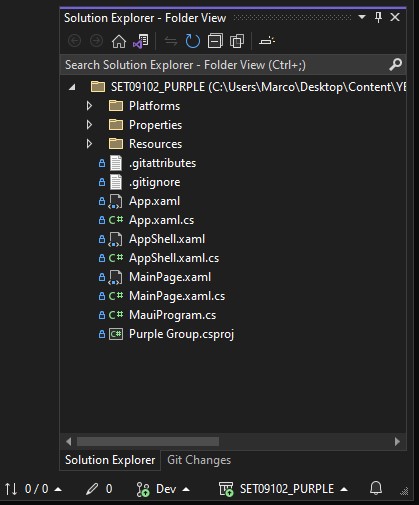 Solution Explorer - Folder View
Search Solution Explorer - Folder View (Ctrl+;)
SET09102_PURPLE (C:\Users\Marco\Desktop\Content\YE
Platforms
Properties
Resources
.gitattributes
.gitignore
App.xaml
C# App.xaml.cs
AppShell.xaml
C# AppShell.xaml.cs
MainPage.xaml
C# MainPage.xaml.cs
C# MauiProgram.cs
C# Purple Group.csproj
Solution Explorer Git Changes
0 / 0 0 Dev SET09102_PURPLE